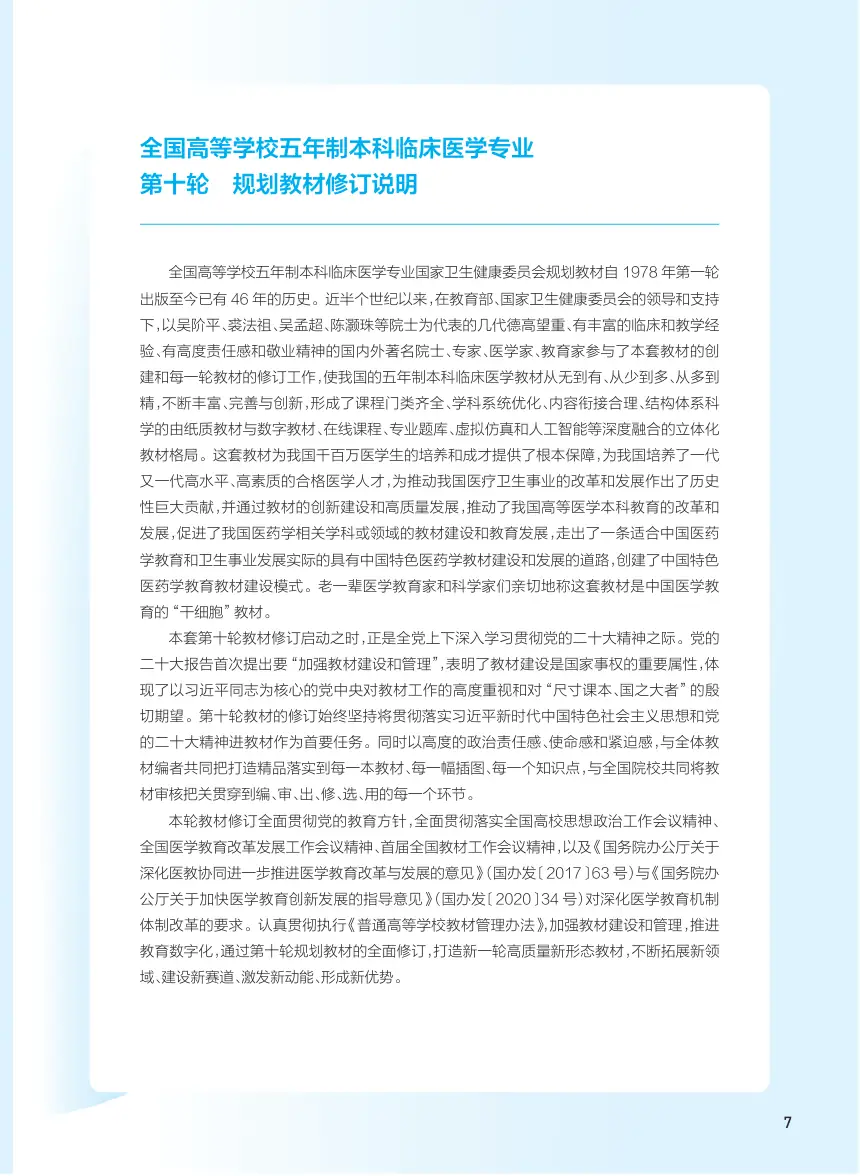 全国高等学校五年制本科临床医学专业
第十轮　规划教材修订说明
全国高等学校五年制本科临床医学专业国家卫生健康委员会规划教材自 1978 年第一轮
出版至今已有 46 年的历史。近半个世纪以来,在教育部、国家卫生健康委员会的领导和支持
下,以吴阶平、裘法祖、吴孟超、陈灏珠等院士为代表的几代德高望重、有丰富的临床和教学经
验、有高度责任感和敬业精神的国内外著名院士、专家、医学家、教育家参与了本套教材的创
建和每一轮教材的修订工作,使我国的五年制本科临床医学教材从无到有、从少到多、从多到
精,不断丰富、完善与创新,形成了课程门类齐全、学科系统优化、内容衔接合理、结构体系科
学的由纸质教材与数字教材、在线课程、专业题库、虚拟仿真和人工智能等深度融合的立体化
教材格局。这套教材为我国千百万医学生的培养和成才提供了根本保障,为我国培养了一代
又一代高水平、高素质的合格医学人才,为推动我国医疗卫生事业的改革和发展作出了历史
性巨大贡献,并通过教材的创新建设和高质量发展,推动了我国高等医学本科教育的改革和
发展,促进了我国医药学相关学科或领域的教材建设和教育发展,走出了一条适合中国医药
学教育和卫生事业发展实际的具有中国特色医药学教材建设和发展的道路,创建了中国特色
医药学教育教材建设模式。老一辈医学教育家和科学家们亲切地称这套教材是中国医学教
育的“干细胞”教材。
本套第十轮教材修订启动之时,正是全党上下深入学习贯彻党的二十大精神之际。党的
二十大报告首次提出要“加强教材建设和管理”,表明了教材建设是国家事权的重要属性,体
现了以习近平同志为核心的党中央对教材工作的高度重视和对“尺寸课本、国之大者”的殷
切期望。第十轮教材的修订始终坚持将贯彻落实习近平新时代中国特色社会主义思想和党
的二十大精神进教材作为首要任务。同时以高度的政治责任感、使命感和紧迫感,与全体教
材编者共同把打造精品落实到每一本教材、每一幅插图、每一个知识点,与全国院校共同将教
材审核把关贯穿到编、审、出、修、选、用的每一个环节。
本轮教材修订全面贯彻党的教育方针,全面贯彻落实全国高校思想政治工作会议精神、
全国医学教育改革发展工作会议精神、首届全国教材工作会议精神,以及《国务院办公厅关于
深化医教协同进一步推进医学教育改革与发展的意见》（国办发〔2017〕63 号）与《国务院办
公厅关于加快医学教育创新发展的指导意见》（国办发〔2020〕34 号）对深化医学教育机制
体制改革的要求。认真贯彻执行《普通高等学校教材管理办法》,加强教材建设和管理,推进
教育数字化,通过第十轮规划教材的全面修订,打造新一轮高质量新形态教材,不断拓展新领
域、建设新赛道、激发新动能、形成新优势。
7